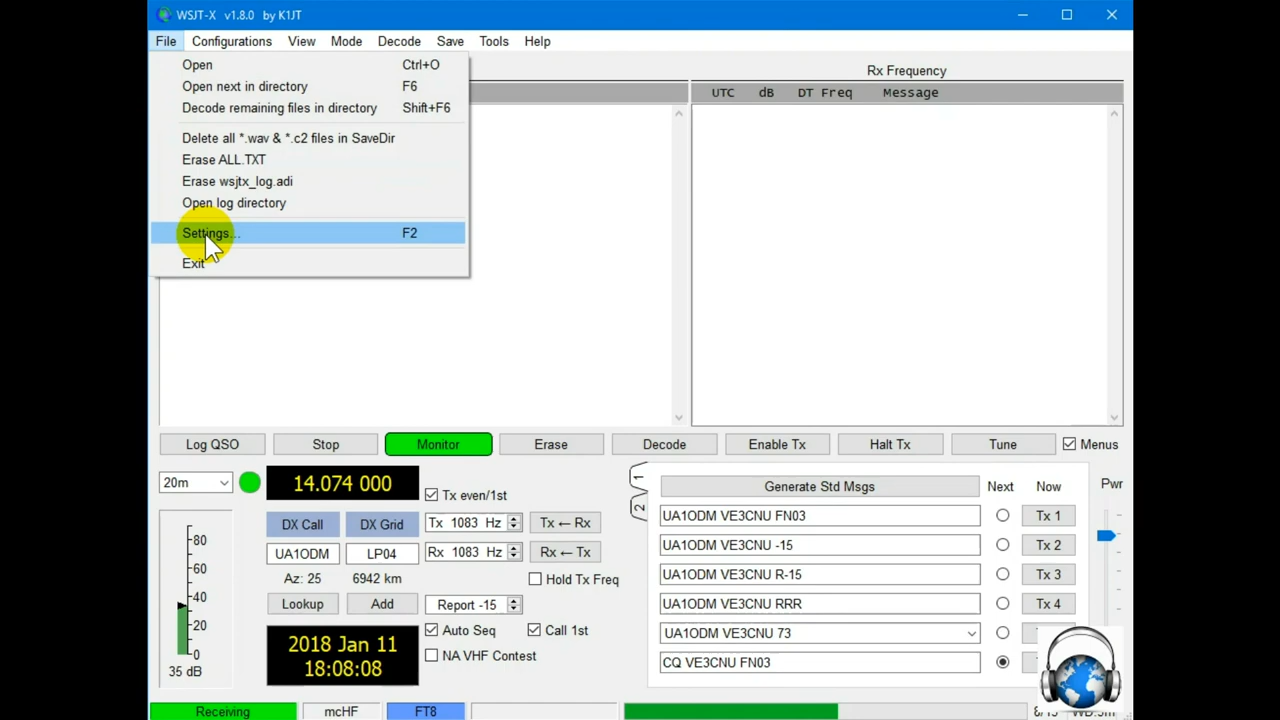 WSJT-X v1.8.0 by K1JT
File Configurations View Mode Decode Save Tools Help
Open Ctrl+O
Open next in directory F6
Decode remaining files in directory Shift+F6
Delete all *.wav & *.c2 files in SaveDir
Erase ALL.TXT
Erase wsjtx_log.adi
Open log directory
Settings... F2
Exit
Rx Frequency
UTC dB DT Freq Message
Log QSO Stop Monitor Erase Decode Enable Tx Halt Tx Tune Menus
20m 14.074 000
Tx even/1st
DX Call DX Grid Tx 1083 Hz Tx ← Rx
UA1ODM LP04 Rx 1083 Hz Rx ← Tx
Az: 25 6942 km Hold Tx Freq
Lookup Add Report -15
2018 Jan 11
18:08:08
Auto Seq Call 1st
NA VHF Contest
80
60
40
20
0
35 dB
1
2
Generate Std Msgs Next Now Pwr
UA1ODM VE3CNU FN03 Tx 1
UA1ODM VE3CNU -15 Tx 2
UA1ODM VE3CNU R-15 Tx 3
UA1ODM VE3CNU RRR Tx 4
UA1ODM VE3CNU 73
CQ VE3CNU FN03
Receiving mcHF FT8 8/15 WD:5m